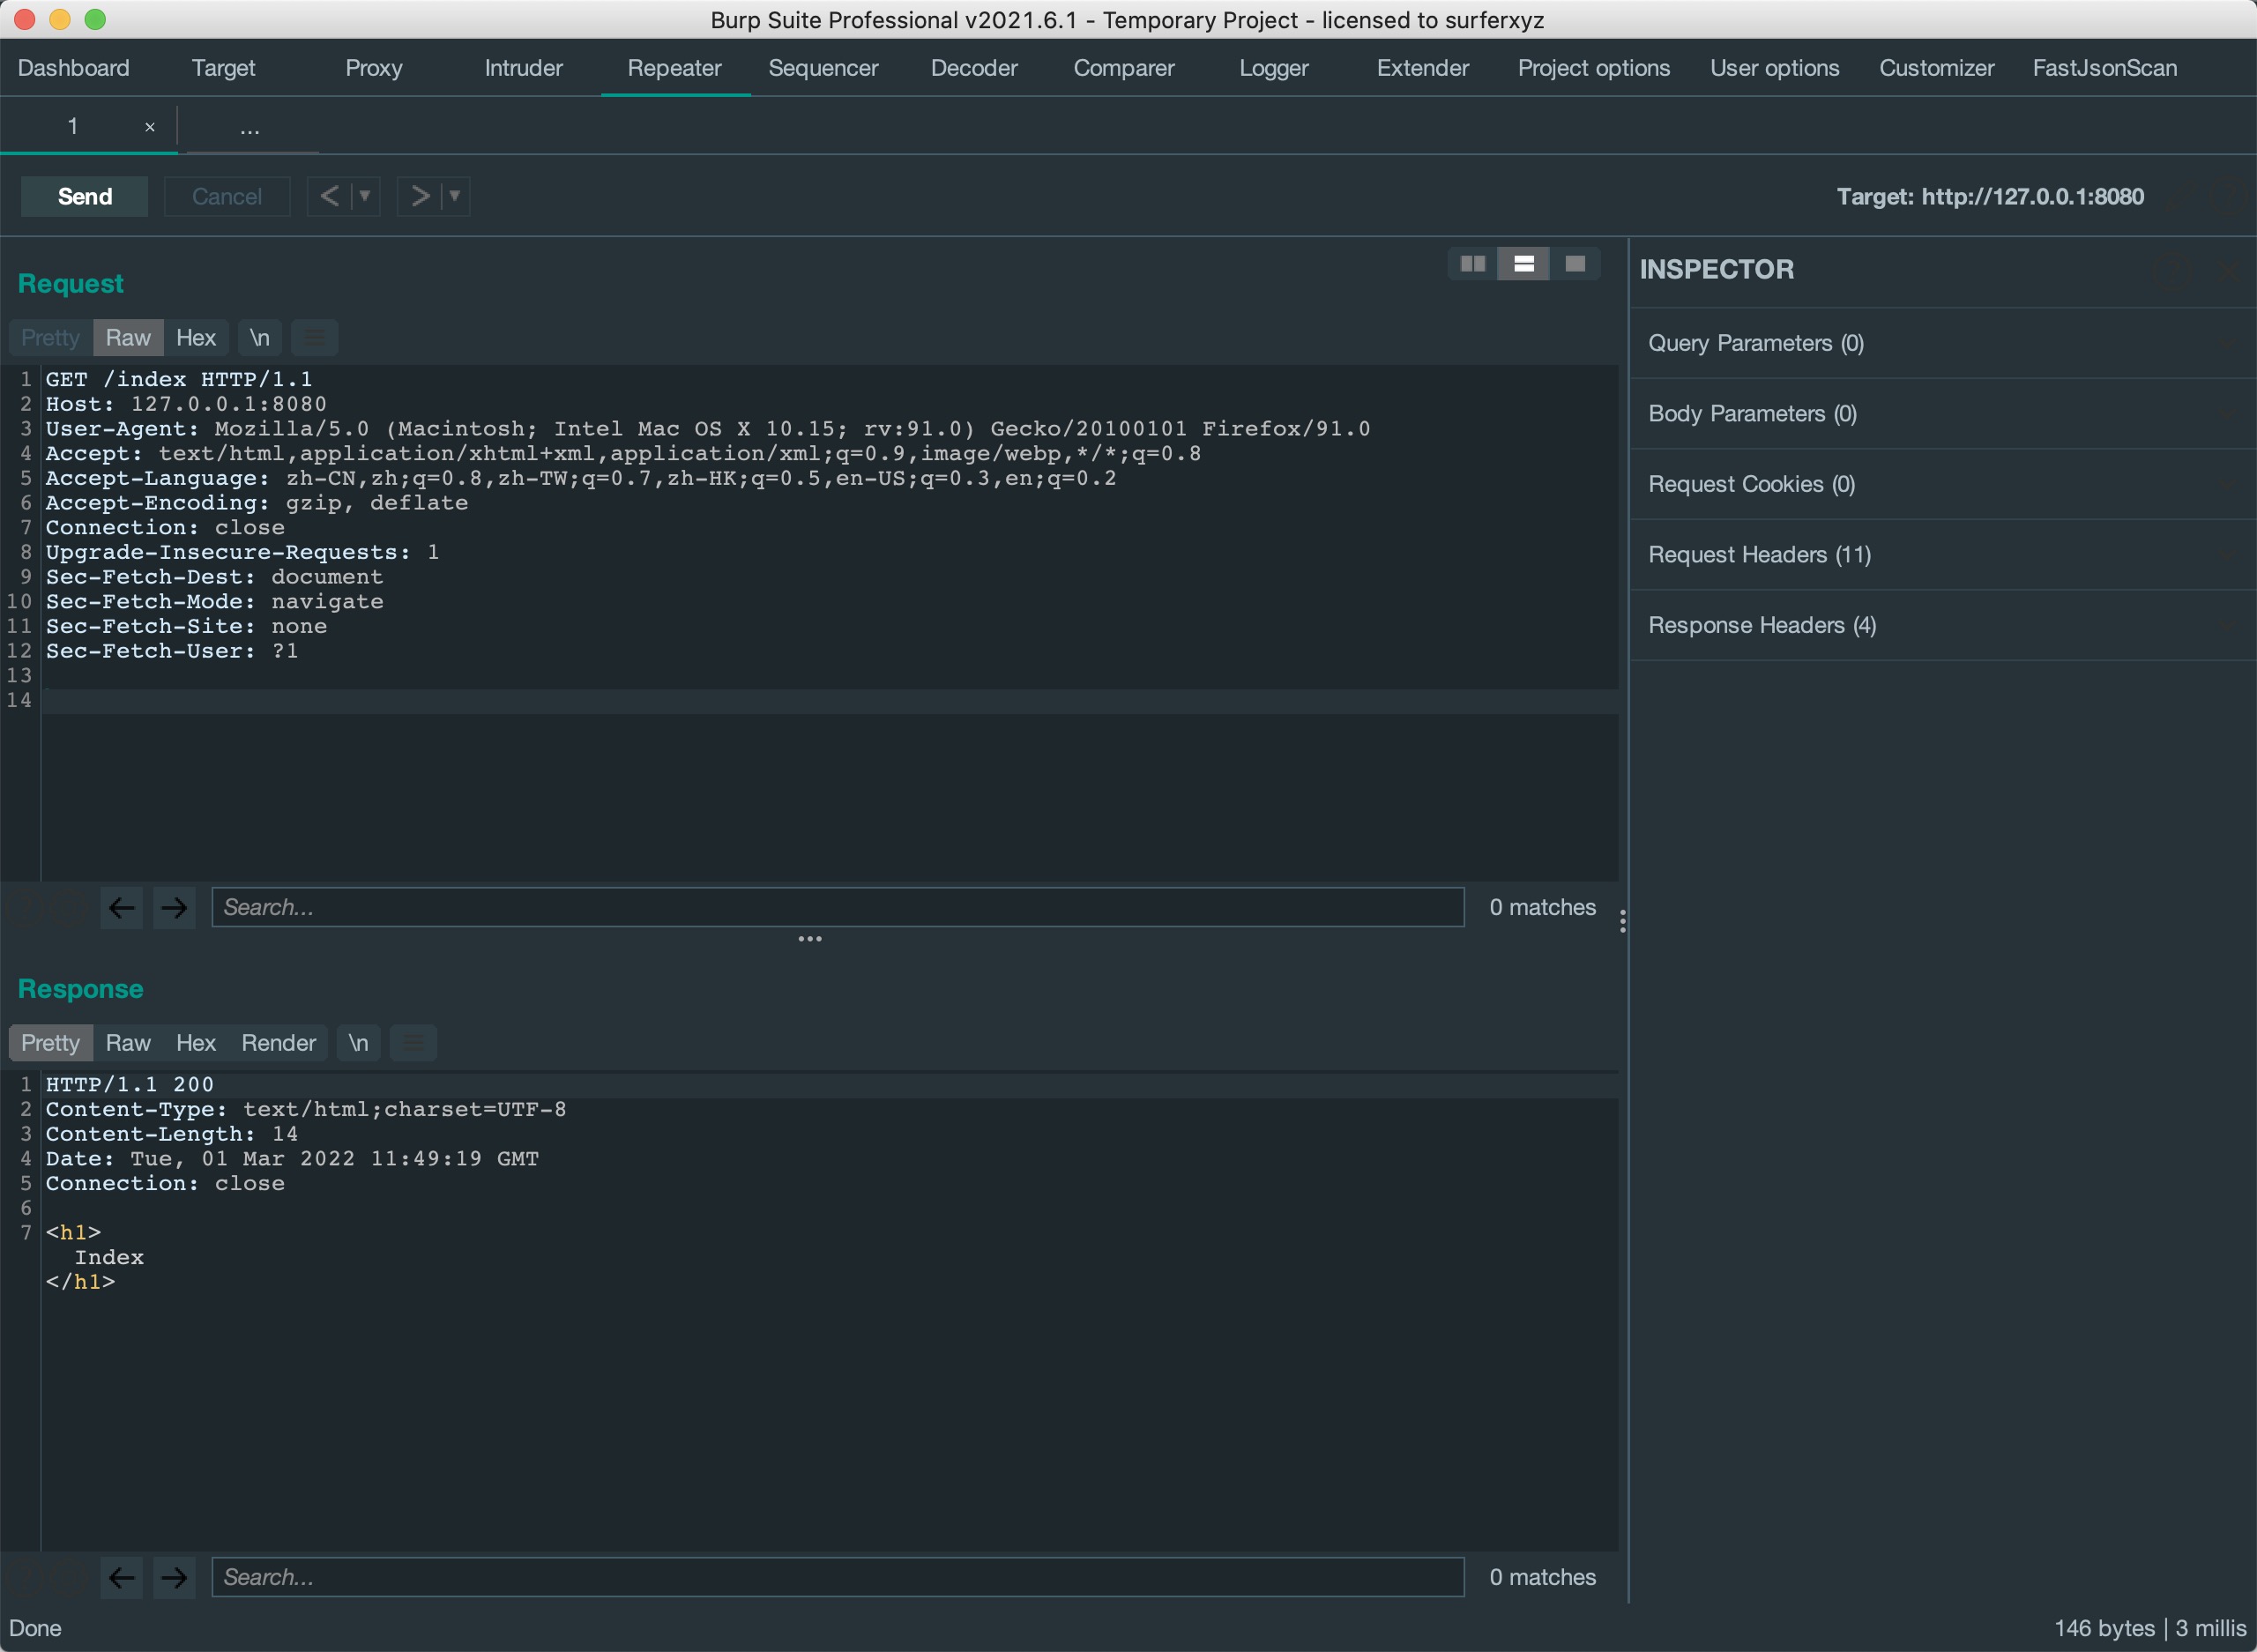 Burp Suite Professional v2021.6.1 - Temporary Project - licensed to surferxyz
Dashboard Target Proxy Intruder Repeater Sequencer Decoder Comparer Logger Extender Project options User options Customizer FastJsonScan
1 × ...
Send Cancel < ▼ > ▼ Target: http://127.0.0.1:8080
Request
Pretty Raw Hex \n
1 GET /index HTTP/1.1
2 Host: 127.0.0.1:8080
3 User-Agent: Mozilla/5.0 (Macintosh; Intel Mac OS X 10.15; rv:91.0) Gecko/20100101 Firefox/91.0
4 Accept: text/html,application/xhtml+xml,application/xml;q=0.9,image/webp,*/*;q=0.8
5 Accept-Language: zh-CN,zh;q=0.8,zh-TW;q=0.7,zh-HK;q=0.5,en-US;q=0.3,en;q=0.2
6 Accept-Encoding: gzip, deflate
7 Connection: close
8 Upgrade-Insecure-Requests: 1
9 Sec-Fetch-Dest: document
10 Sec-Fetch-Mode: navigate
11 Sec-Fetch-Site: none
12 Sec-Fetch-User: ?1
13
14
Search... 0 matches
Response
Pretty Raw Hex Render \n
1 HTTP/1.1 200
2 Content-Type: text/html;charset=UTF-8
3 Content-Length: 14
4 Date: Tue, 01 Mar 2022 11:49:19 GMT
5 Connection: close
6
7 <h1>
Index
</h1>
Search... 0 matches
INSPECTOR
Query Parameters (0)
Body Parameters (0)
Request Cookies (0)
Request Headers (11)
Response Headers (4)
Done 146 bytes | 3 millis